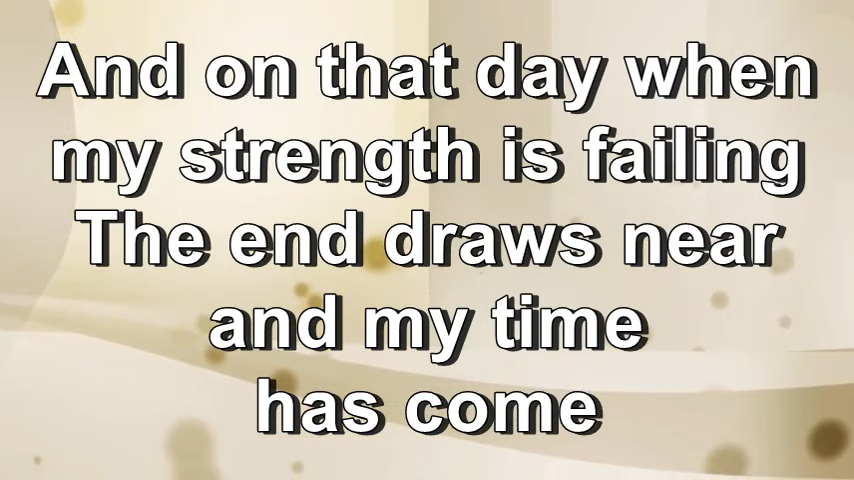 And on that day when
my strength is failing
The end draws near
and my time
has come